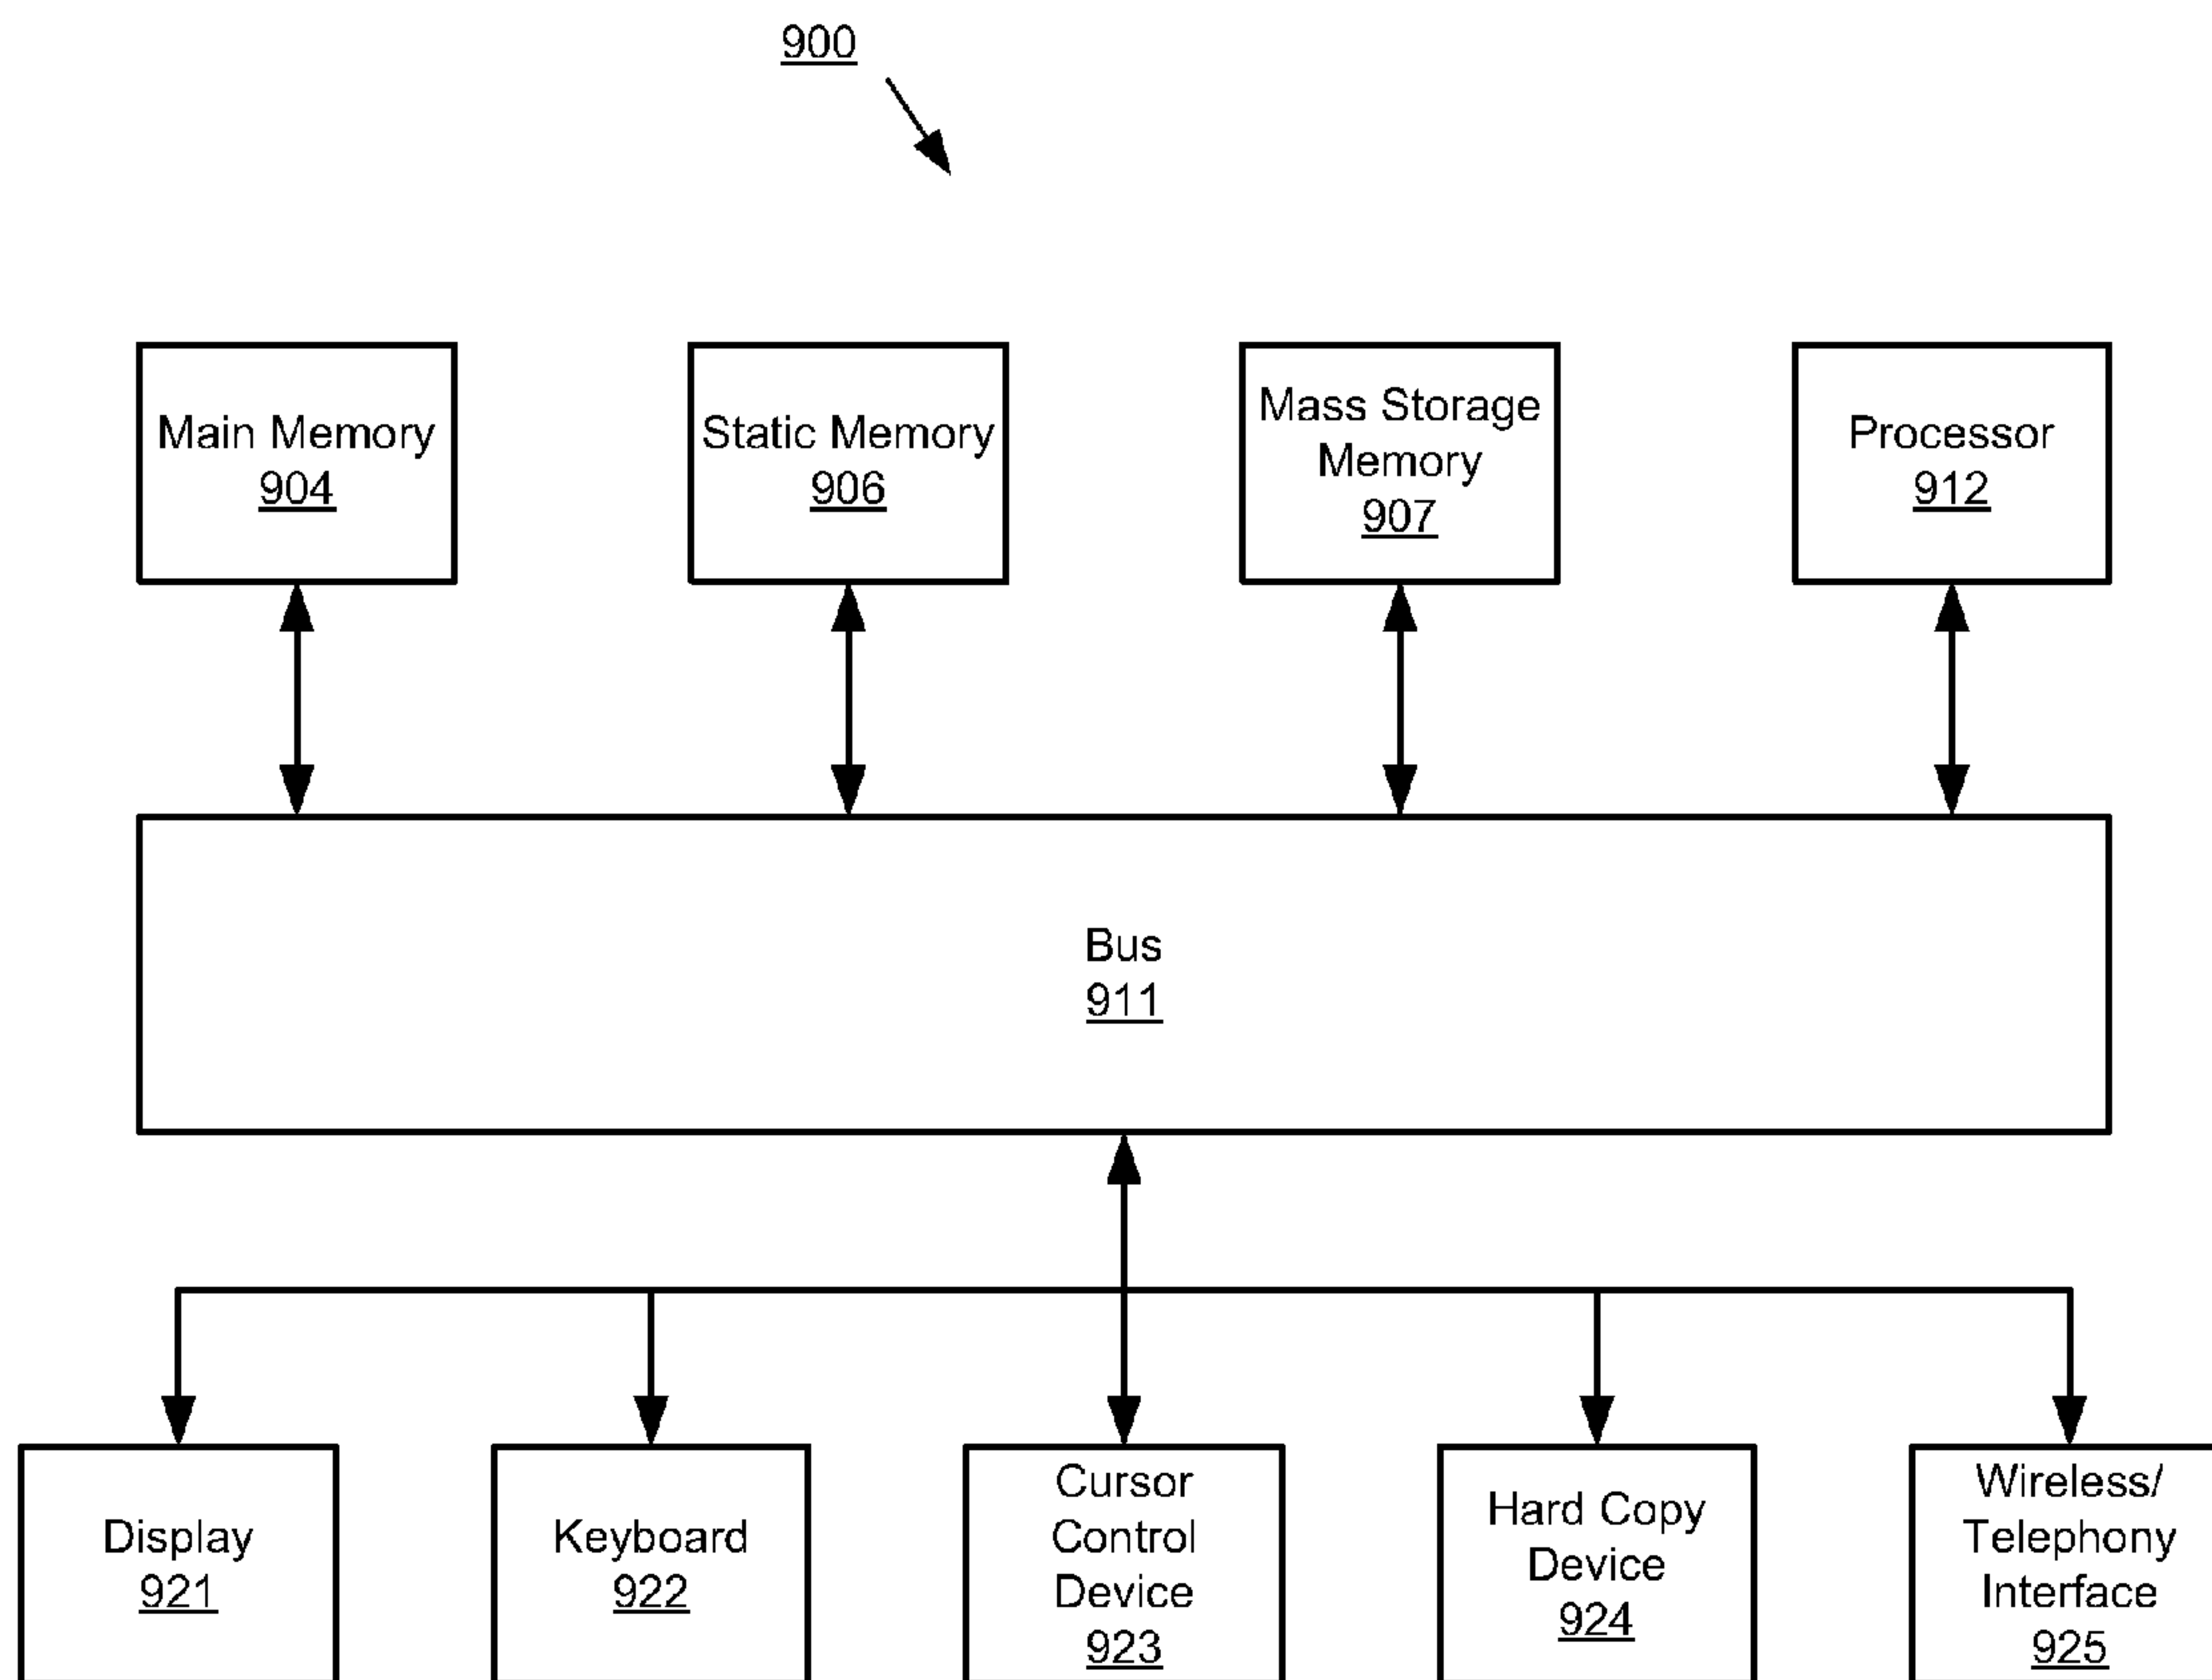 900
Main Memory
904
Static Memory
906
Mass Storage
Memory
907
Processor
912
Bus
911
Display
921
Keyboard
922
Cursor
Control
Device
923
Hard Copy
Device
924
Wireless/
Telephony
Interface
925